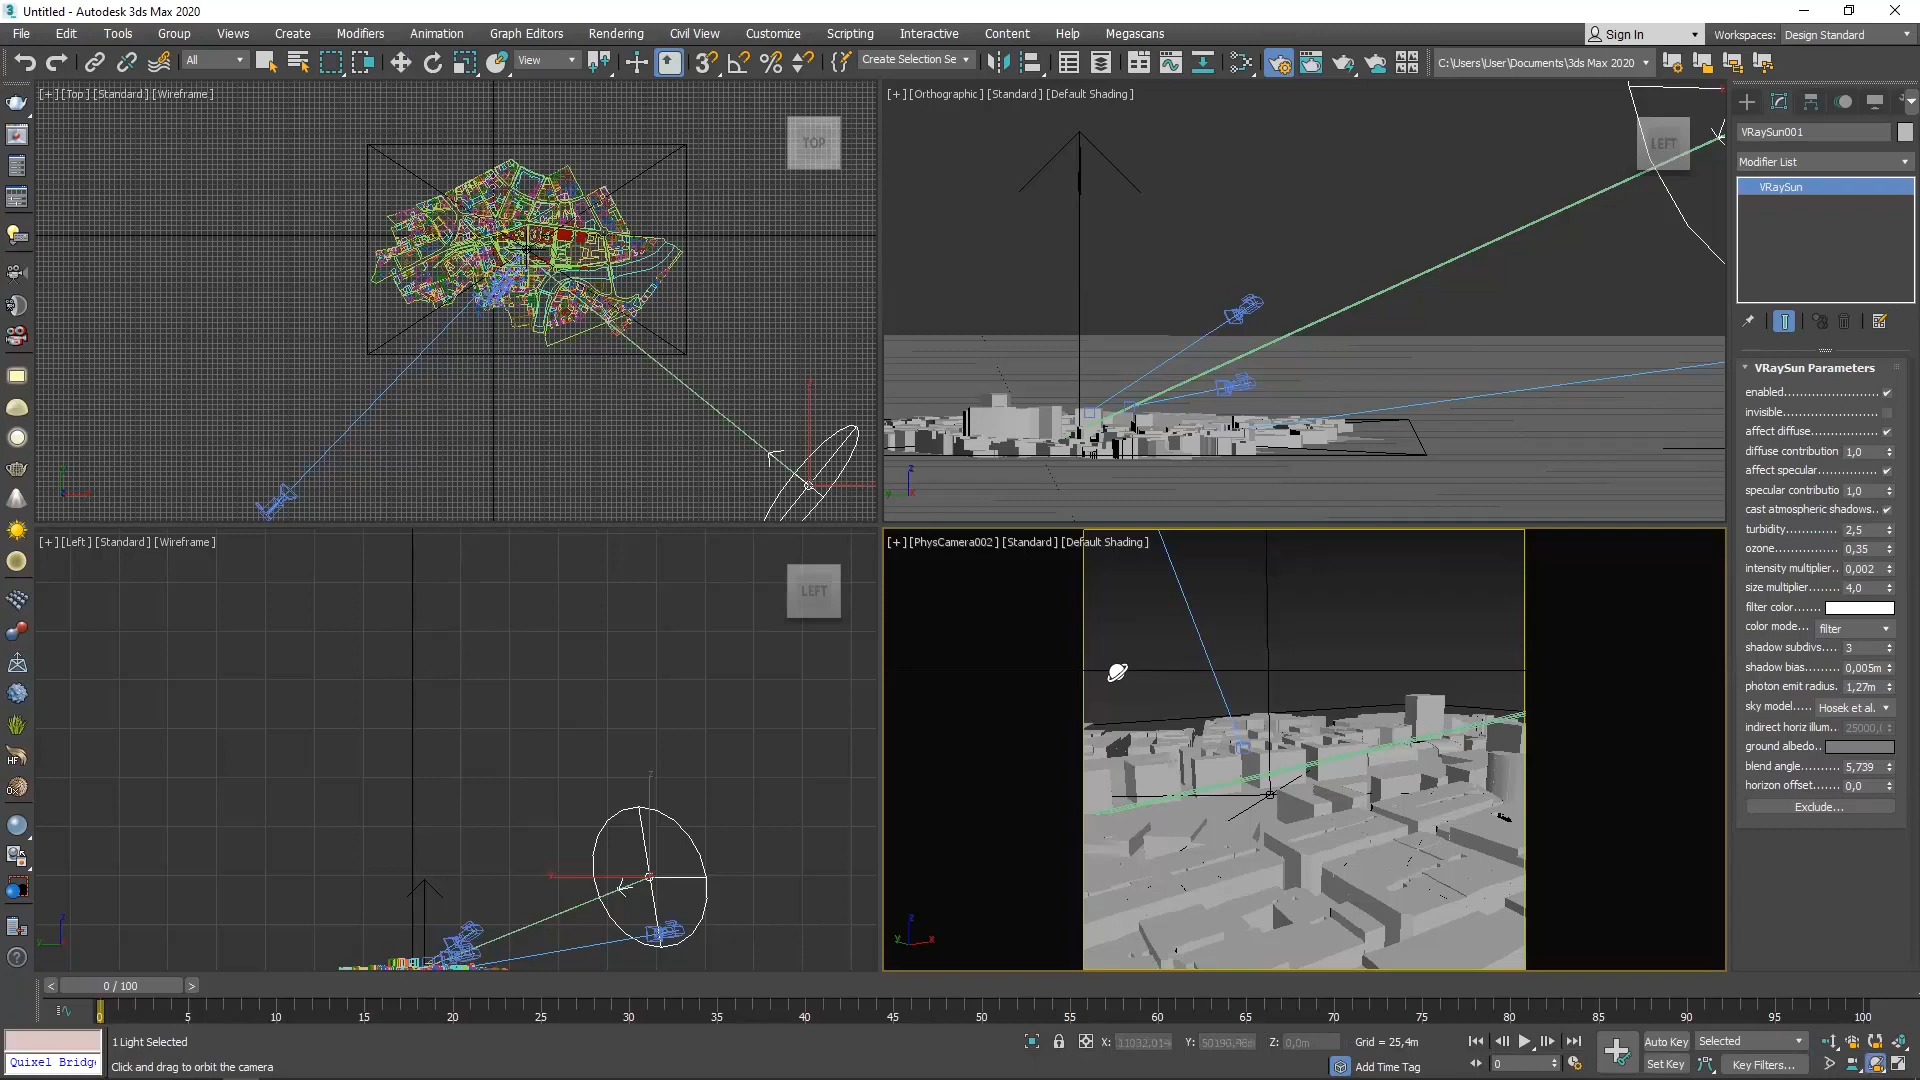 Untitled - Autodesk 3ds Max 2020
File Edit Tools Group Views Create Modifiers Animation Graph Editors Rendering Civil View Customize Scripting Interactive Content Help Megascans
Sign In Workspaces: Design Standard
All View Create Selection Se C:\Users\User\Documents\3ds Max 2020
[+] [Top] [Standard] [Wireframe]
TOP
[+] [Orthographic] [Standard] [Default Shading]
LEFT
[+] [Left] [Standard] [Wireframe]
LEFT
[+] [PhysCamera002] [Standard] [Default Shading]
VRaySun001
Modifier List
VRaySun
VRaySun Parameters
enabled
invisible
affect diffuse
diffuse contribution 1,0
affect specular
specular contributio 1,0
cast atmospheric shadows..
turbidity 2,5
ozone 0,35
intensity multiplier.. 0,002
size multiplier 4,0
filter color
color mode... filter
shadow subdivs.... 3
shadow bias 0,005m
photon emit radius. 1,27m
sky model.... Hosek et al.
indirect horiz illum.. 25000,(
ground albedo..
blend angle 5,739
horizon offset 0,0
Exclude...
< 0 / 100 >
0 5 10 15 20 25 30 35 40 45 50 55 60 65 70 75 80 85 90 95 100
Quixel Bridg
1 Light Selected
Click and drag to orbit the camera
X: Y: Z: 0,0m Grid = 25,4m
Add Time Tag
0
Auto Key Selected
Set Key Key Filters...